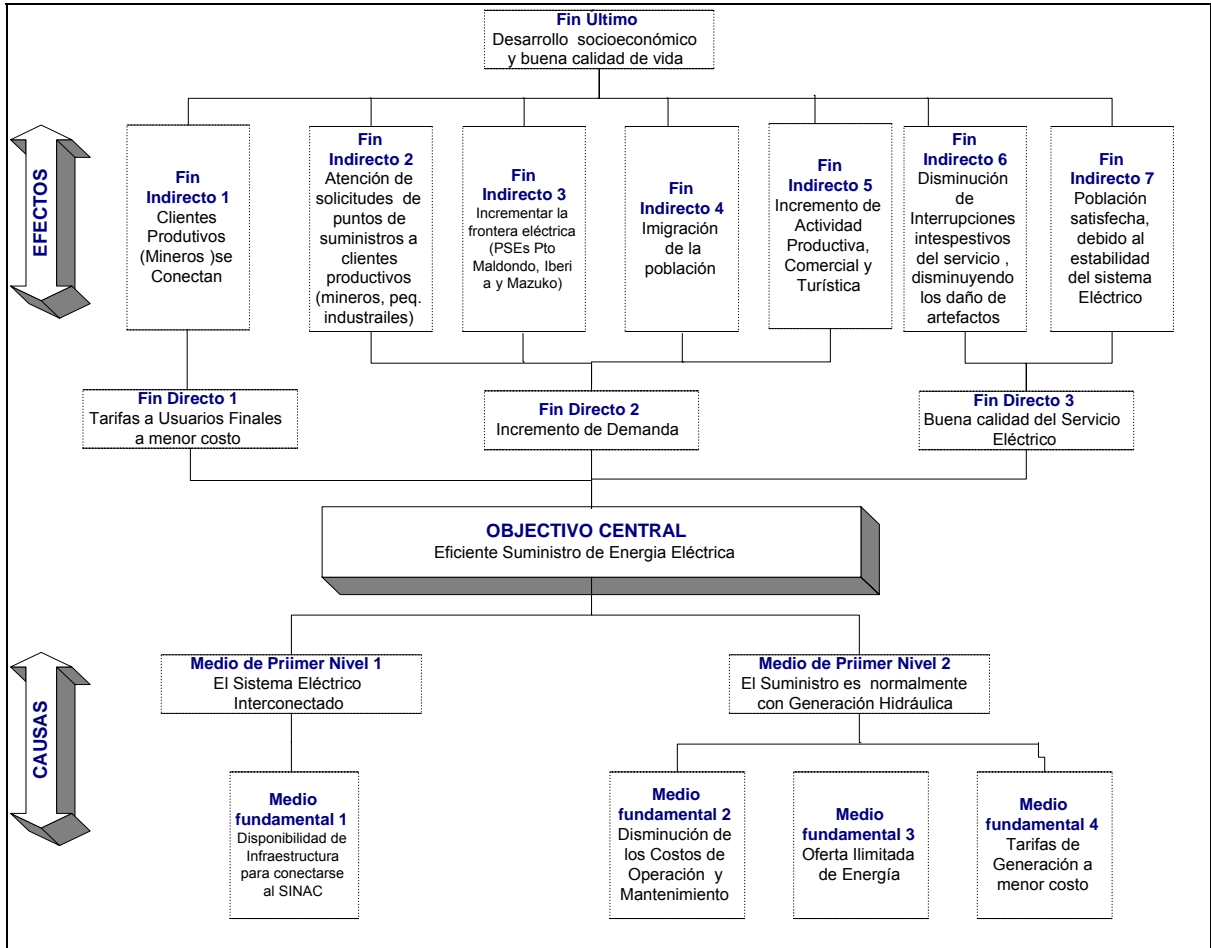 Fin Último
Desarrollo socioeconómico
y buena calidad de vida
EFECTOS
Fin
Indirecto 1
Clientes
Produtivos
(Mineros )se
Conectan
Fin
Indirecto 2
Atención de
solicitudes de
puntos de
suministros a
clientes
productivos
(mineros, peq.
industrailes)
Fin
Indirecto 3
Incrementar la
frontera eléctrica
(PSEs Pto
Maldondo, Iberi
a y Mazuko)
Fin
Indirecto 4
Imigración
de la
población
Fin
Indirecto 5
Incremento de
Actividad
Productiva,
Comercial y
Turística
Fin
Indirecto 6
Disminución
de
Interrupciones
intespestivos
del servicio ,
disminuyendo
los daño de
artefactos
Fin
Indirecto 7
Población
satisfecha,
debido al
estabilidad
del sistema
Eléctrico
Fin Directo 1
Tarifas a Usuarios Finales
a menor costo
Fin Directo 2
Incremento de Demanda
Fin Directo 3
Buena calidad del Servicio
Eléctrico
OBJECTIVO CENTRAL
Eficiente Suministro de Energia Eléctrica
CAUSAS
Medio de Priimer Nivel 1
El Sistema Eléctrico
Interconectado
Medio de Priimer Nivel 2
El Suministro es normalmente
con Generación Hidráulica
Medio
fundamental 1
Disponibilidad de
Infraestructura
para conectarse
al SINAC
Medio
fundamental 2
Disminución de
los Costos de
Operación y
Mantenimiento
Medio
fundamental 3
Oferta Ilimitada
de Energía
Medio
fundamental 4
Tarifas de
Generación a
menor costo